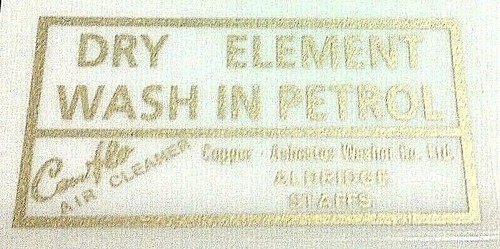 DRY ELEMENT
WASH IN PETROL
Coopers AIR CLEANER
Copper - Asbestos Washer Co. Ltd.
ALDRIDGE
STAFFS.